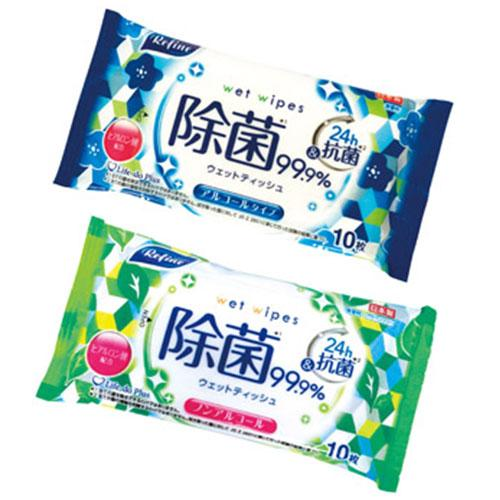 Refine
wet wipes
日本製
除菌99.9%
24h
&抗菌
ヒアルロン酸
配合
ウェットティッシュ
Life-do.Plus
アルコールタイプ
10枚
Refine
wet wipes
日本製
OPEN
除菌99.9%
24h
&抗菌
ヒアルロン酸
配合
ウェットティッシュ
Life-do.Plus
ノンアルコール
10枚